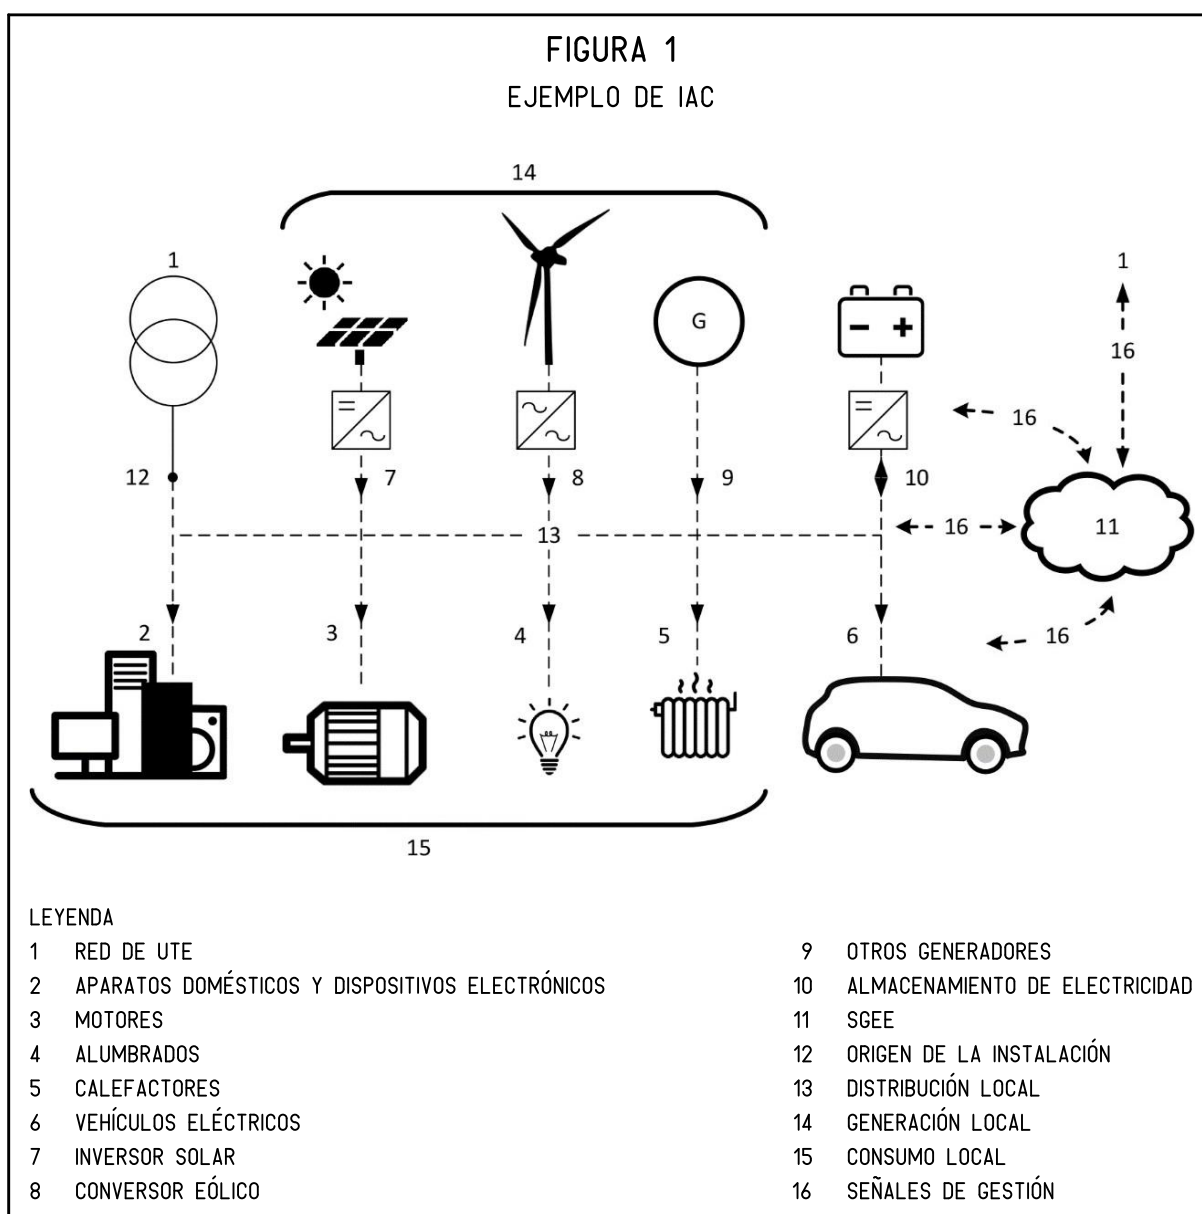 FIGURA 1
EJEMPLO DE IAC
14
1
1
G
16
16
12
7
8
9
10
13
16
11
2
3
4
5
6
16
15
LEYENDA
1 RED DE UTE
2 APARATOS DOMÉSTICOS Y DISPOSITIVOS ELECTRÓNICOS
3 MOTORES
4 ALUMBRADOS
5 CALEFACTORES
6 VEHÍCULOS ELÉCTRICOS
7 INVERSOR SOLAR
8 CONVERSOR EÓLICO
9 OTROS GENERADORES
10 ALMACENAMIENTO DE ELECTRICIDAD
11 SGEE
12 ORIGEN DE LA INSTALACIÓN
13 DISTRIBUCIÓN LOCAL
14 GENERACIÓN LOCAL
15 CONSUMO LOCAL
16 SEÑALES DE GESTIÓN